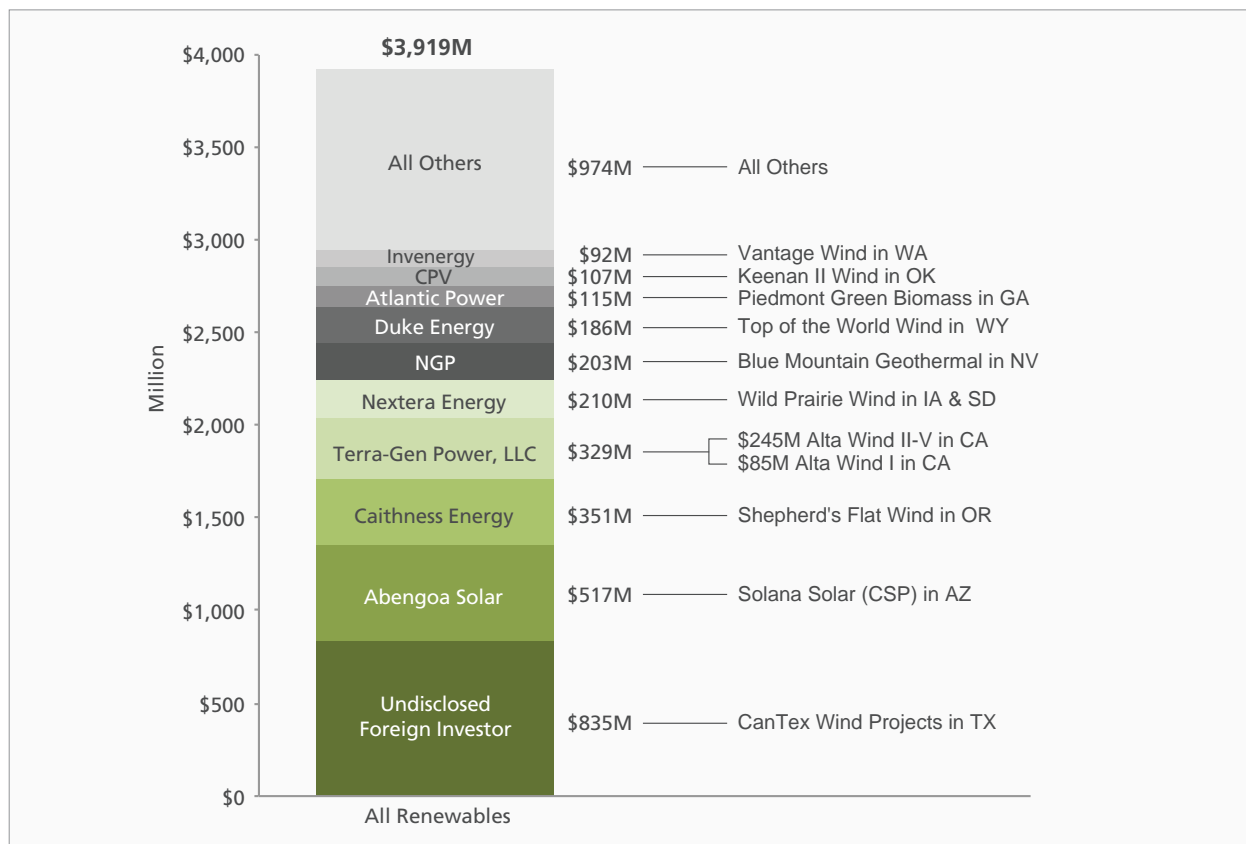 $3,919M
$4,000
$3,500
$3,000
$2,500
$2,000
$1,500
$1,000
$500
$0
Million
All Others
$974M
All Others
Invenergy
$92M
Vantage Wind in WA
CPV
$107M
Keenan II Wind in OK
Atlantic Power
$115M
Piedmont Green Biomass in GA
Duke Energy
$186M
Top of the World Wind in WY
NGP
$203M
Blue Mountain Geothermal in NV
Nextera Energy
$210M
Wild Prairie Wind in IA & SD
Terra-Gen Power, LLC
$329M
$245M Alta Wind II-V in CA
$85M Alta Wind I in CA
Caithness Energy
$351M
Shepherd's Flat Wind in OR
Abengoa Solar
$517M
Solana Solar (CSP) in AZ
Undisclosed
Foreign Investor
$835M
CanTex Wind Projects in TX
All Renewables